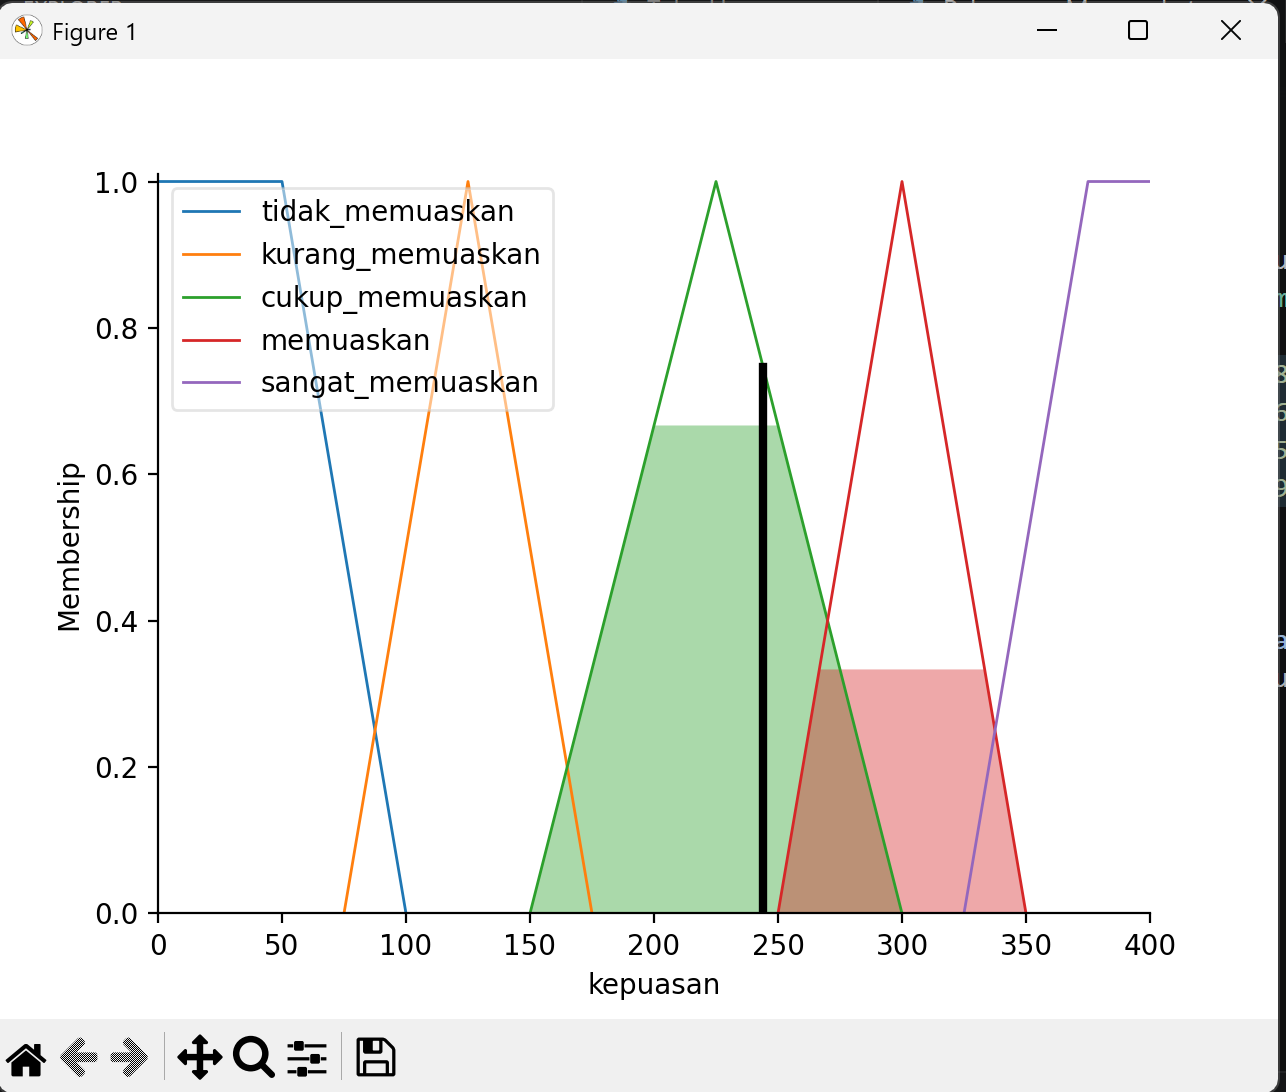 Figure 1
1.0
0.8
0.6
0.4
0.2
0.0
Membership
tidak_memuaskan
kurang_memuaskan
cukup_memuaskan
memuaskan
sangat_memuaskan
0 50 100 150 200 250 300 350 400
kepuasan